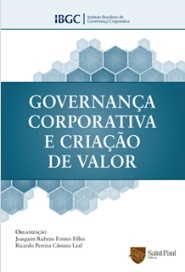 IBGC
Instituto Brasileiro de
Governança Corporativa
GOVERNANÇA
CORPORATIVA
E CRIAÇÃO
DE VALOR
ORGANIZAÇÃO
Joaquim Rubens Fontes Filho
Ricardo Pereira Câmara Leal
SAINT PAUL
Editora